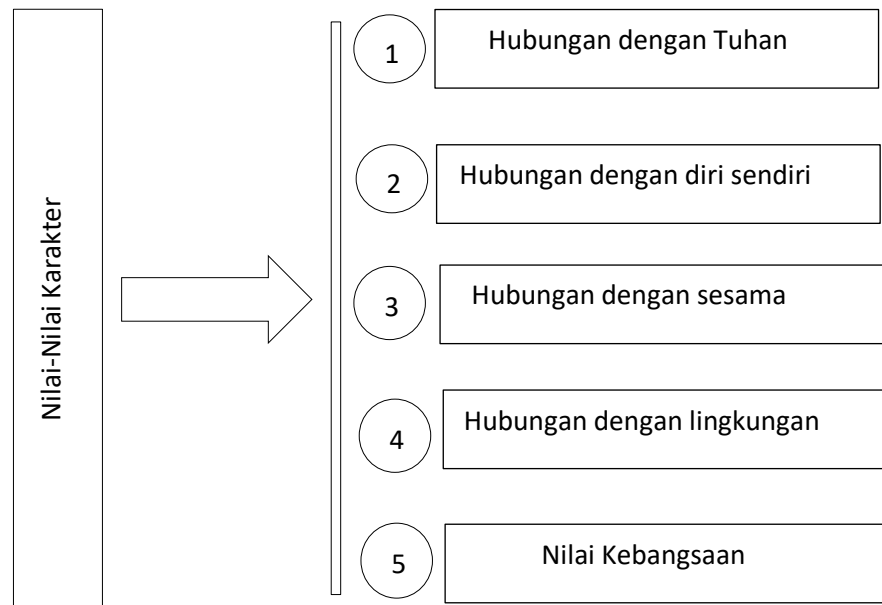 Nilai-Nilai Karakter
1
Hubungan dengan Tuhan
2
Hubungan dengan diri sendiri
3
Hubungan dengan sesama
4
Hubungan dengan lingkungan
5
Nilai Kebangsaan